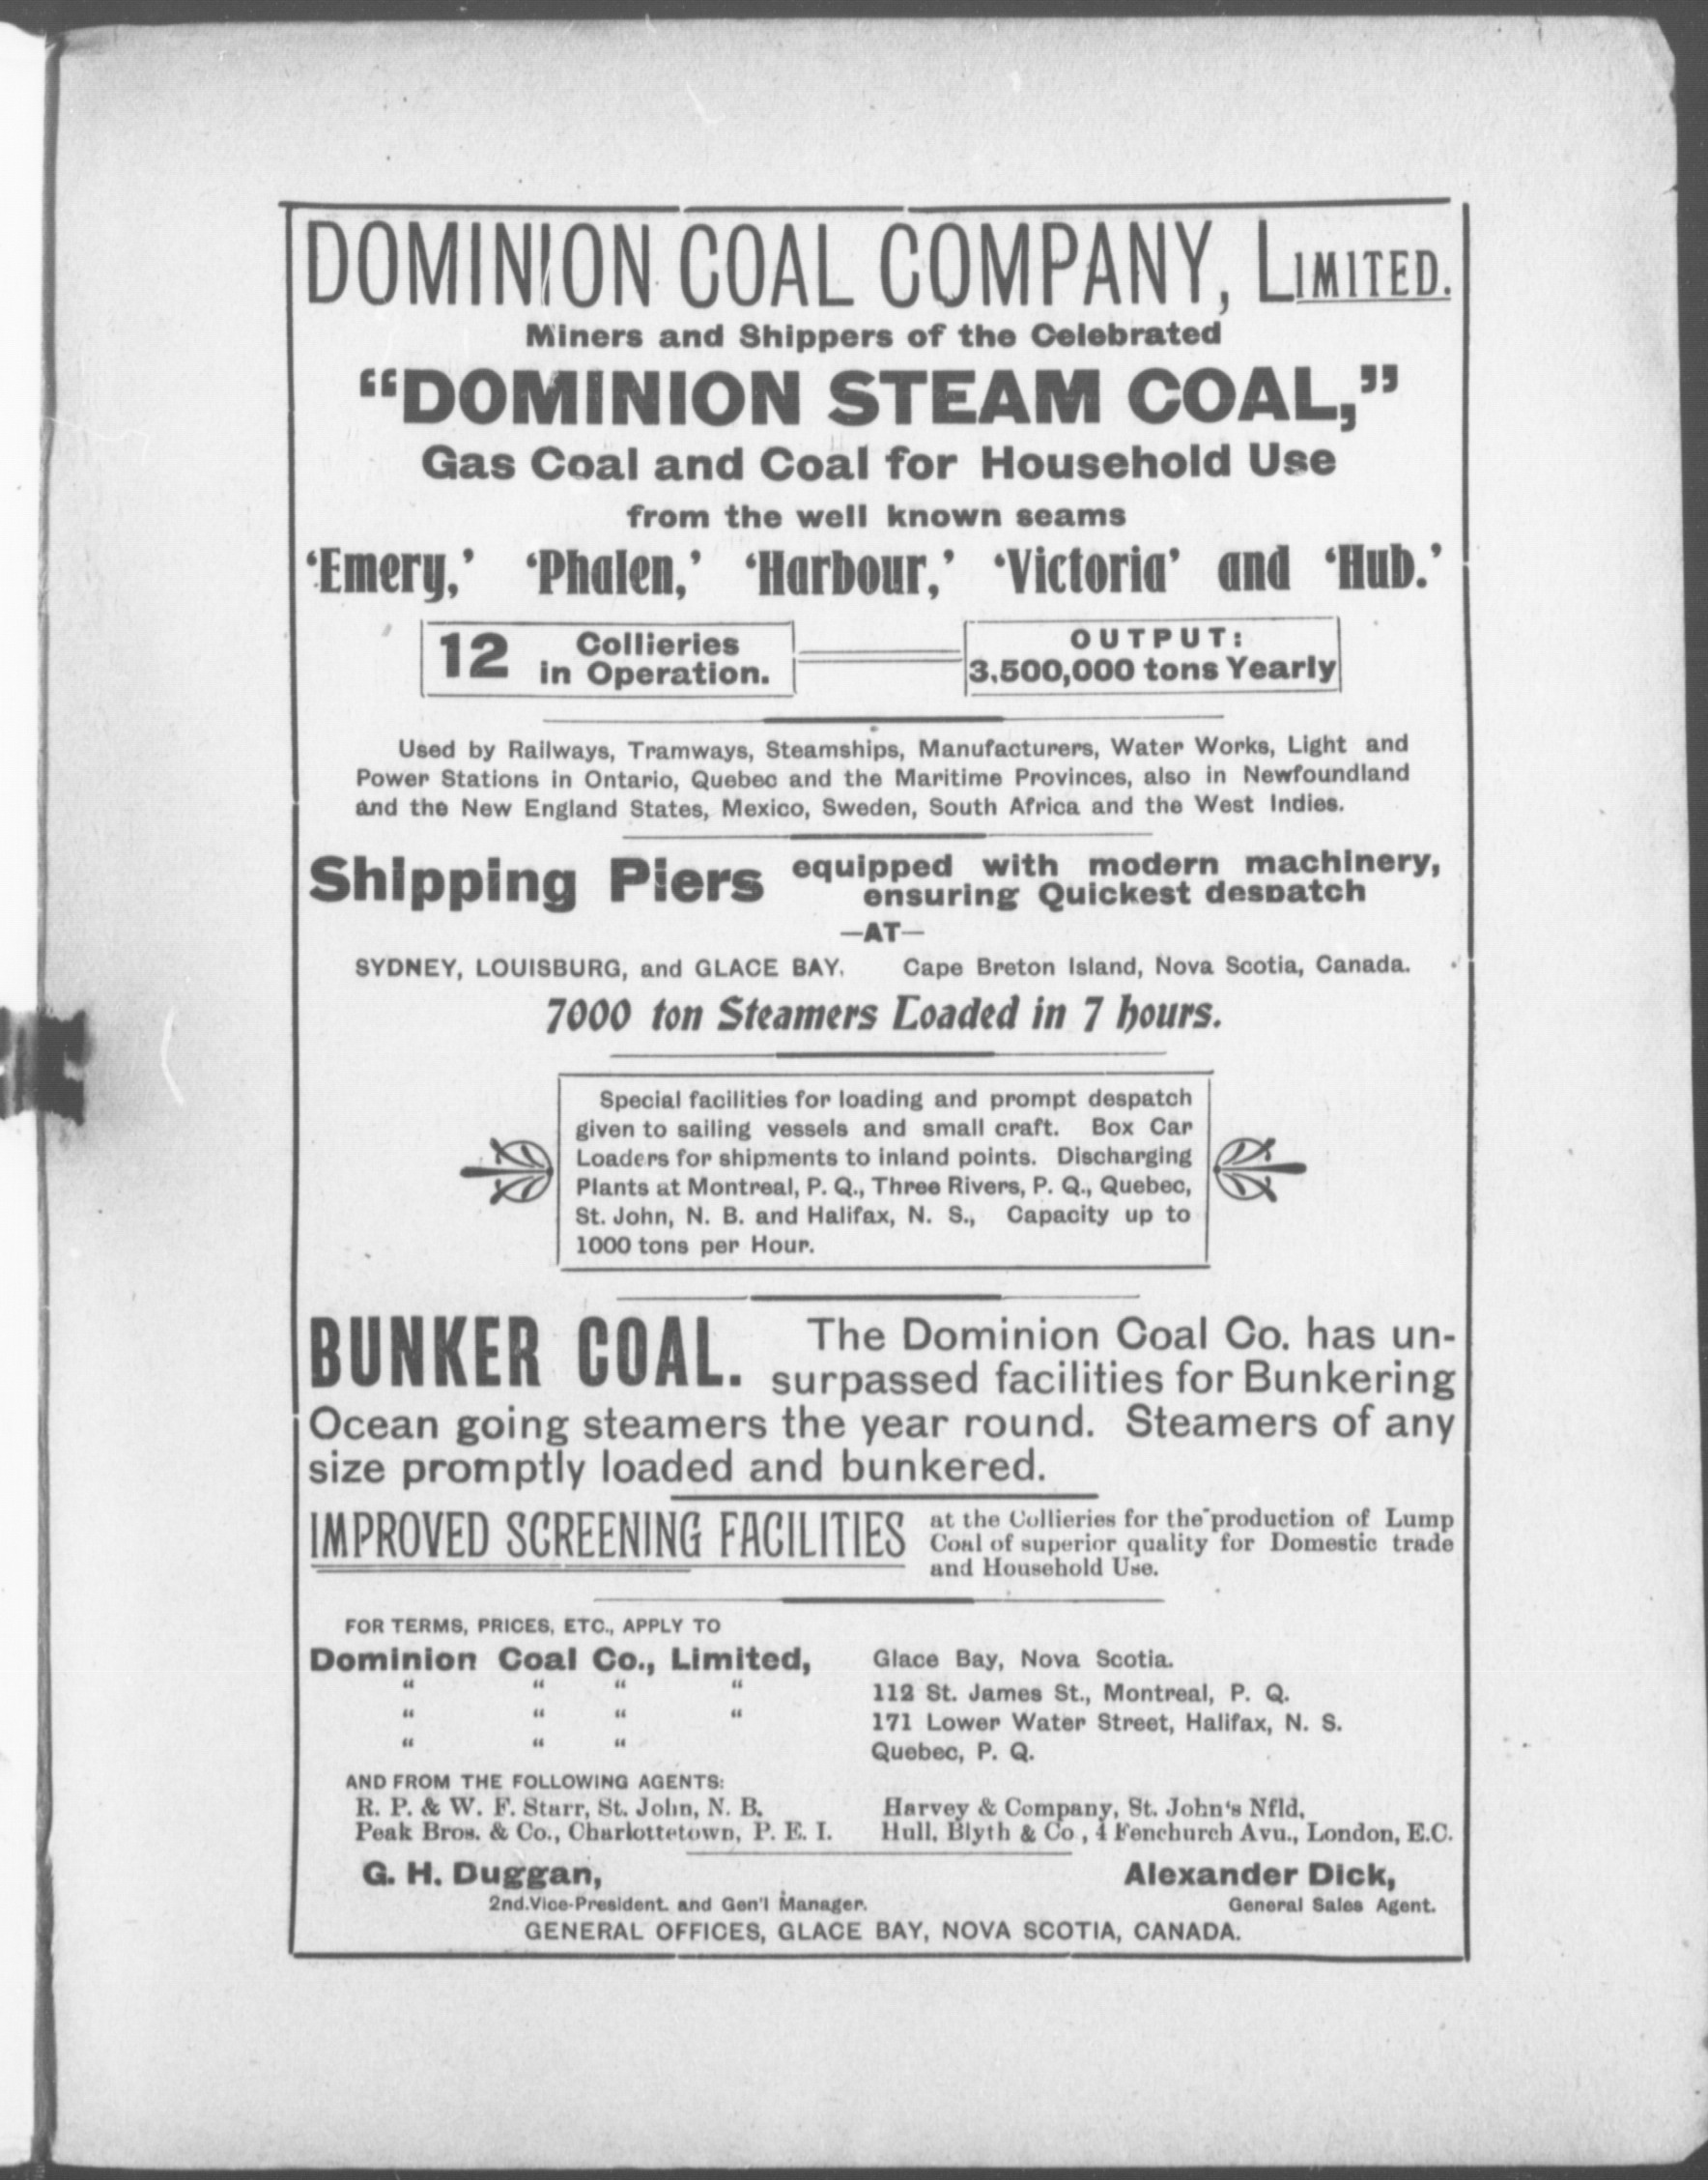 DOMINION COAL COMPANY, LIMITED.
Miners and Shippers of the Celebrated
“DOMINION STEAM COAL,”
Gas Coal and Coal for Household Use
from the well known seams
‘Emery,’ ‘Phalen,’ ‘Harbour,’ ‘Victoria’ and ‘Hub.’
12 Collieries in Operation.
OUTPUT:
3,500,000 tons Yearly
Used by Railways, Tramways, Steamships, Manufacturers, Water Works, Light and
Power Stations in Ontario, Quebec and the Maritime Provinces, also in Newfoundland
and the New England States, Mexico, Sweden, South Africa and the West Indies.
Shipping Piers equipped with modern machinery,
ensuring Quickest despatch
—AT—
SYDNEY, LOUISBURG, and GLACE BAY, Cape Breton Island, Nova Scotia, Canada.
7000 ton Steamers Loaded in 7 hours.
Special facilities for loading and prompt despatch
given to sailing vessels and small craft. Box Car
Loaders for shipments to inland points. Discharging
Plants at Montreal, P. Q., Three Rivers, P. Q., Quebec,
St. John, N. B. and Halifax, N. S., Capacity up to
1000 tons per Hour.
BUNKER COAL. The Dominion Coal Co. has un-
surpassed facilities for Bunkering
Ocean going steamers the year round. Steamers of any
size promptly loaded and bunkered.
IMPROVED SCREENING FACILITIES at the Collieries for the production of Lump
Coal of superior quality for Domestic trade
and Household Use.
FOR TERMS, PRICES, ETC., APPLY TO
Dominion Coal Co., Limited, Glace Bay, Nova Scotia.
“ “ “ “ 112 St. James St., Montreal, P. Q.
“ “ “ “ 171 Lower Water Street, Halifax, N. S.
“ “ “ Quebec, P. Q.
AND FROM THE FOLLOWING AGENTS:
R. P. & W. F. Starr, St. John, N. B. Harvey & Company, St. John's Nfld,
Peak Bros. & Co., Charlottetown, P. E. I. Hull, Blyth & Co , 4 Fenchurch Avu., London, E.C.
G. H. Duggan, Alexander Dick,
2nd.Vice-President. and Gen'l Manager. General Sales Agent.
GENERAL OFFICES, GLACE BAY, NOVA SCOTIA, CANADA.